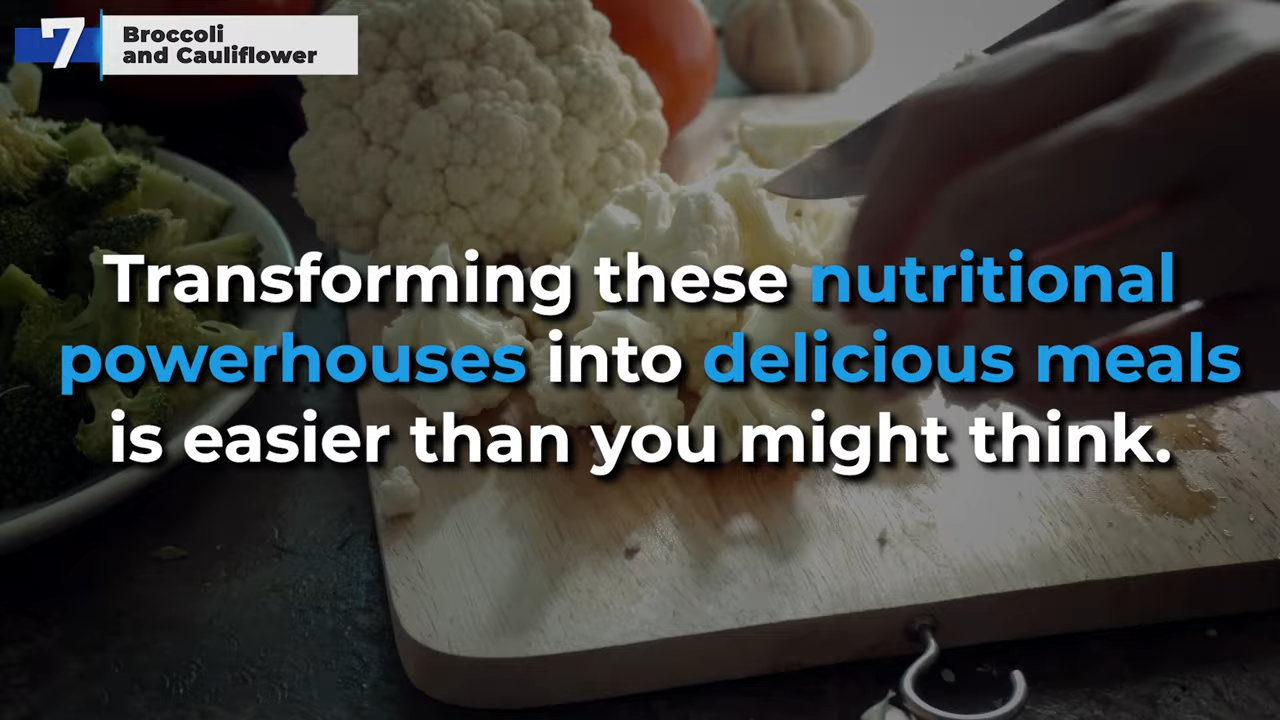 7
Broccoli
and Cauliflower
Transforming these nutritional
powerhouses into delicious meals
is easier than you might think.